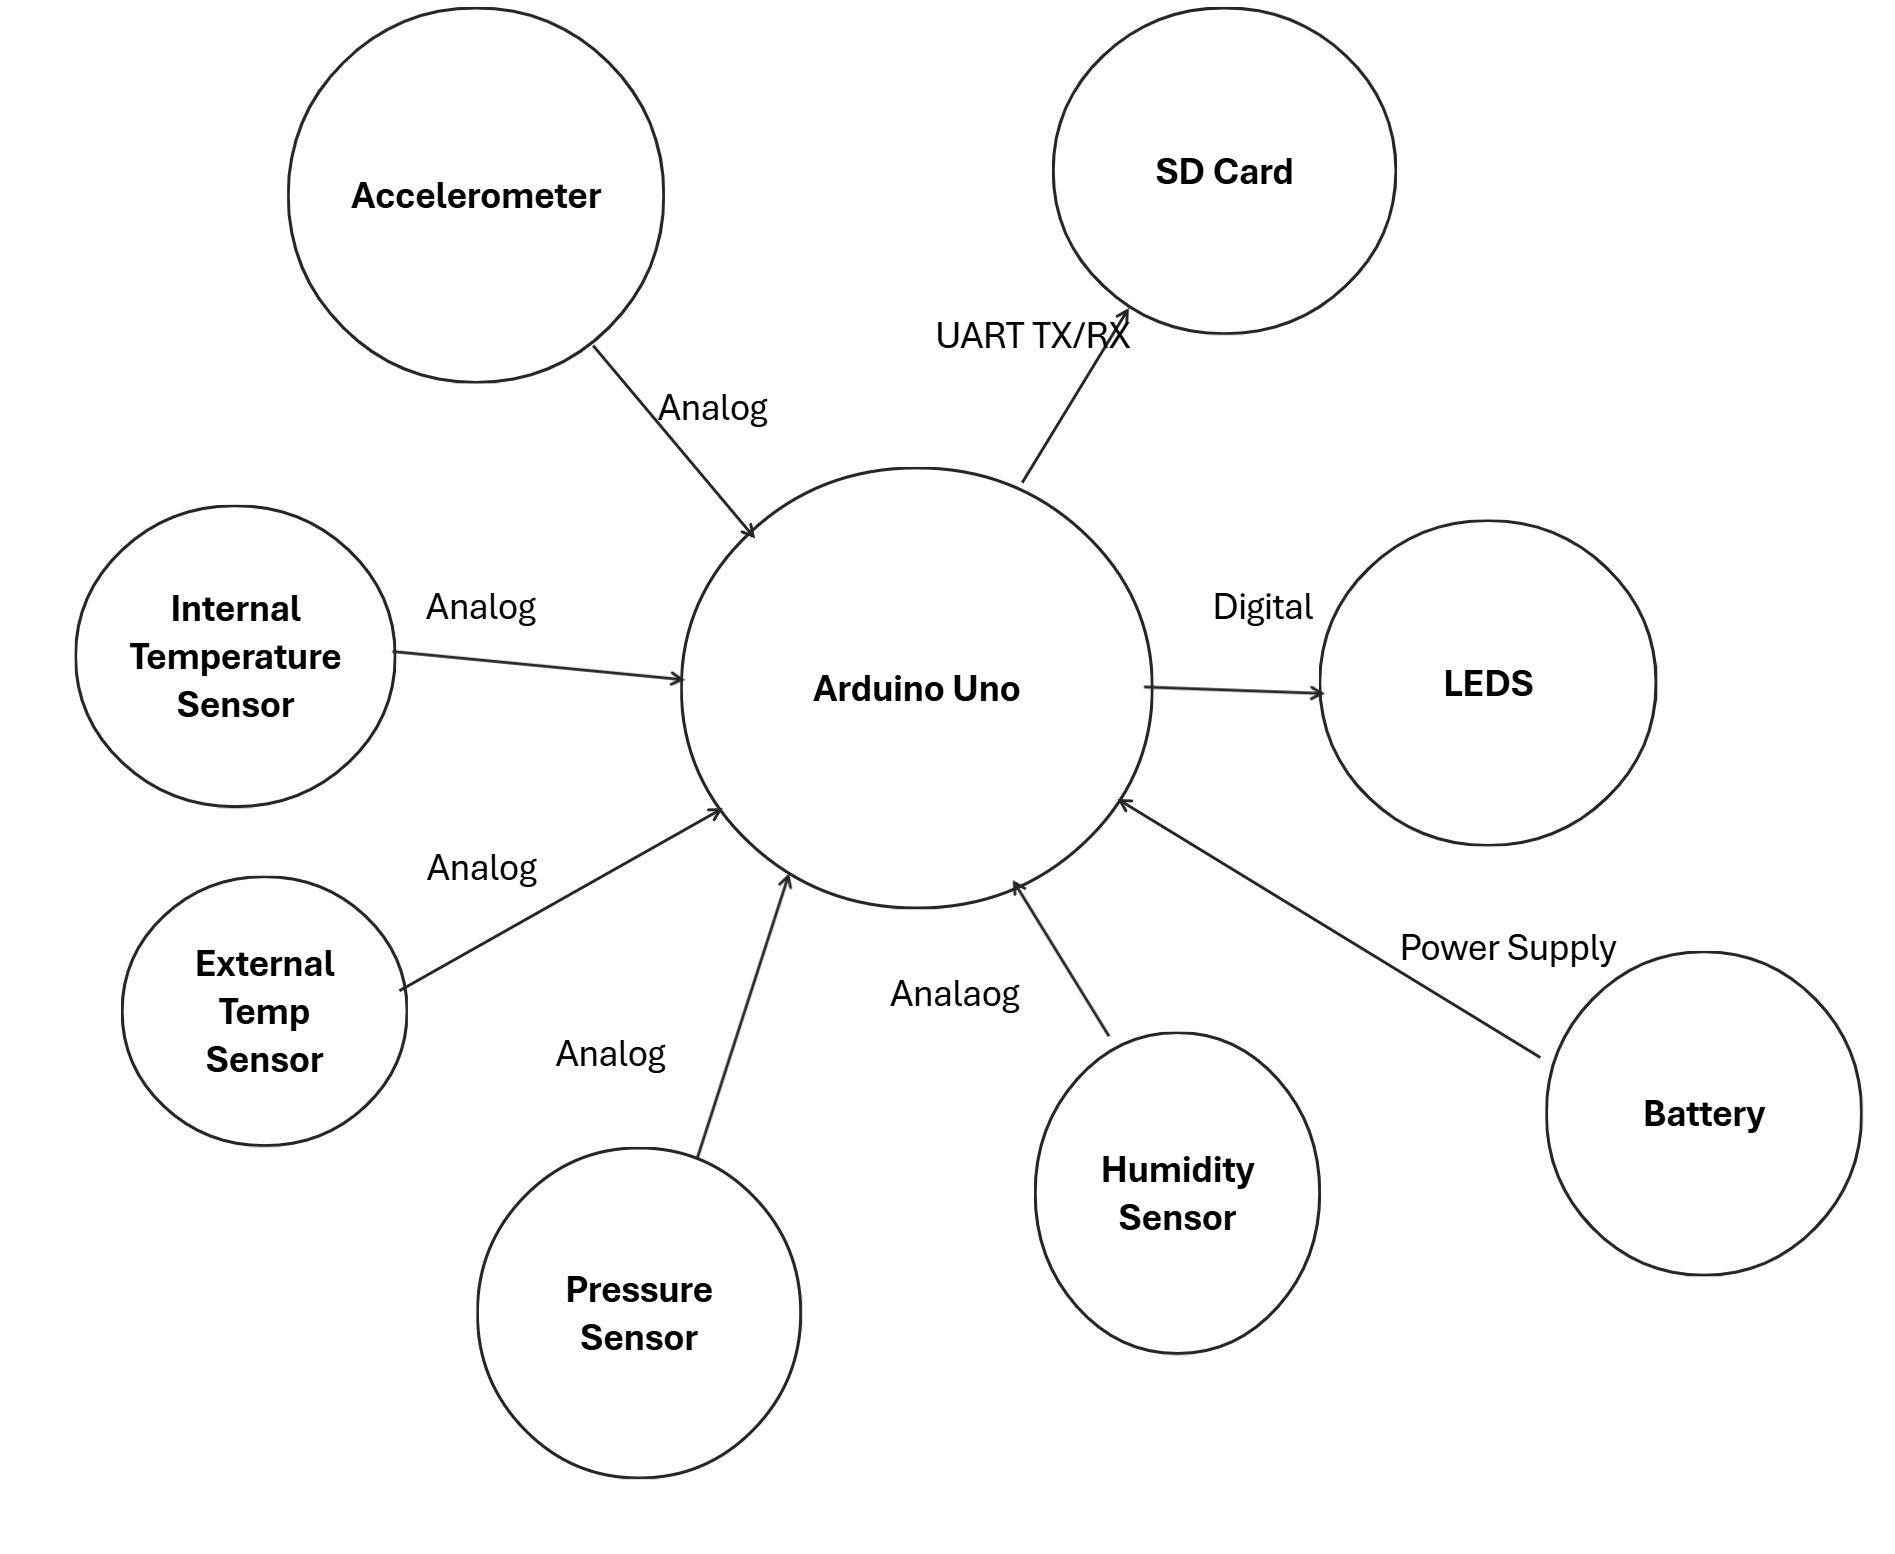 Accelerometer
SD Card
UART TX/RX
Analog
Internal
Temperature
Sensor
Analog
Arduino Uno
Digital
LEDS
External
Temp
Sensor
Analog
Analog
Analaog
Power Supply
Pressure
Sensor
Humidity
Sensor
Battery